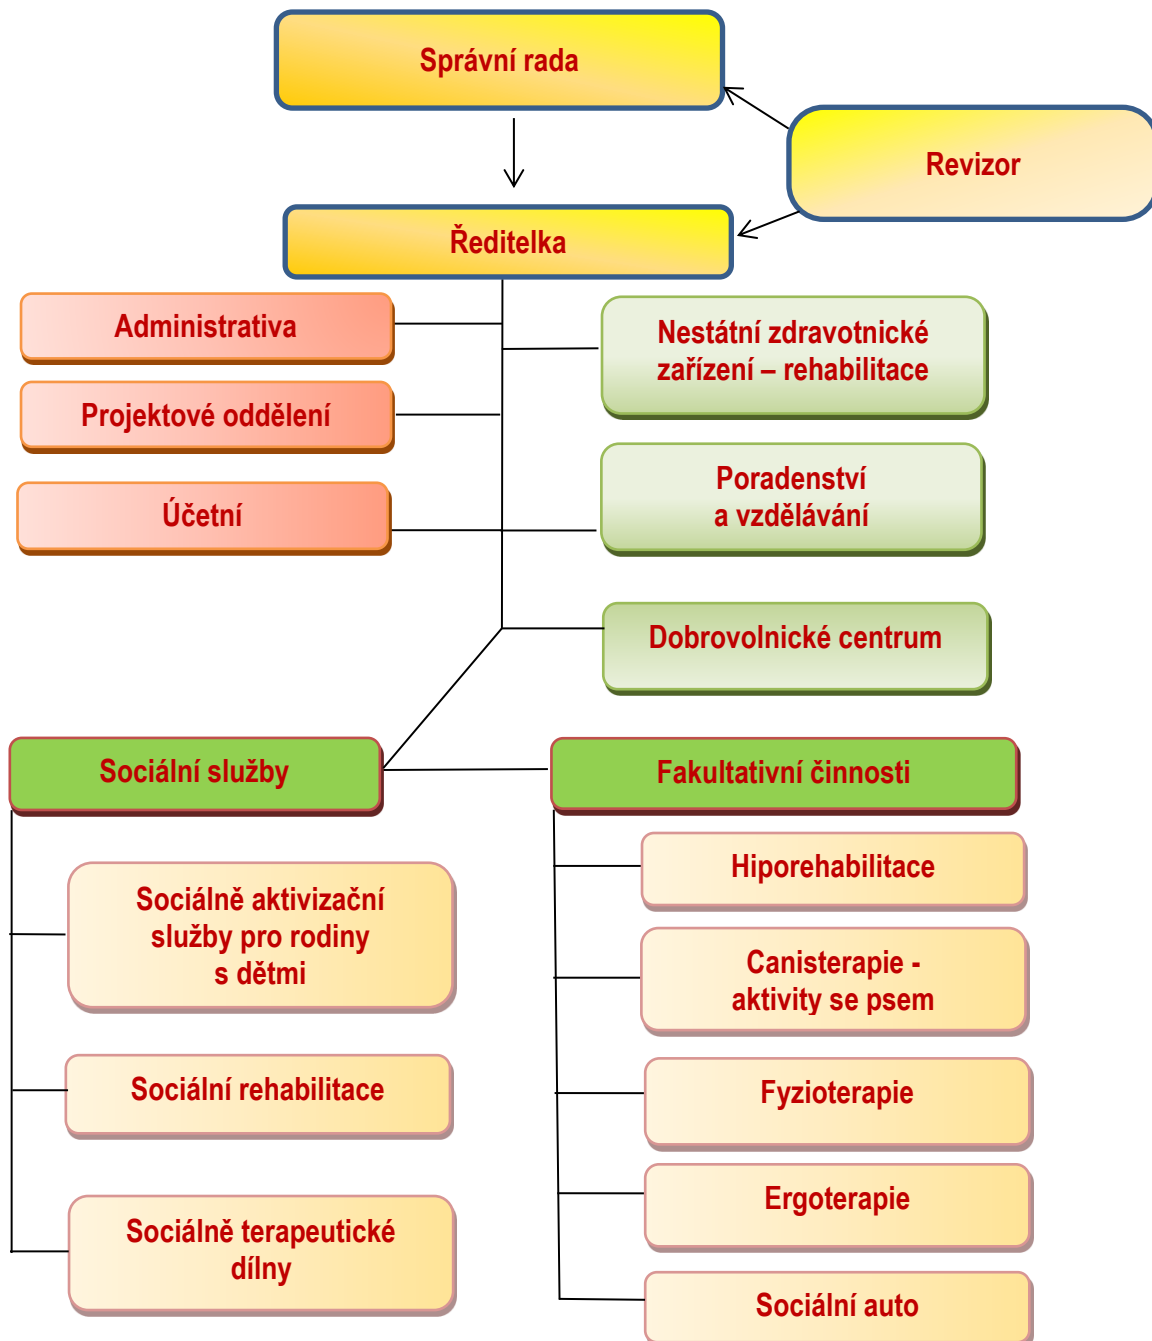 Správní rada
Revizor
Ředitelka
Administrativa
Nestátní zdravotnické
zařízení – rehabilitace
Projektové oddělení
Poradenství
a vzdělávání
Účetní
Dobrovolnické centrum
Sociální služby
Fakultativní činnosti
Sociálně aktivizační
služby pro rodiny
s dětmi
Sociální rehabilitace
Sociálně terapeutické
dílny
Hiporehabilitace
Canisterapie -
aktivity se psem
Fyzioterapie
Ergoterapie
Sociální auto